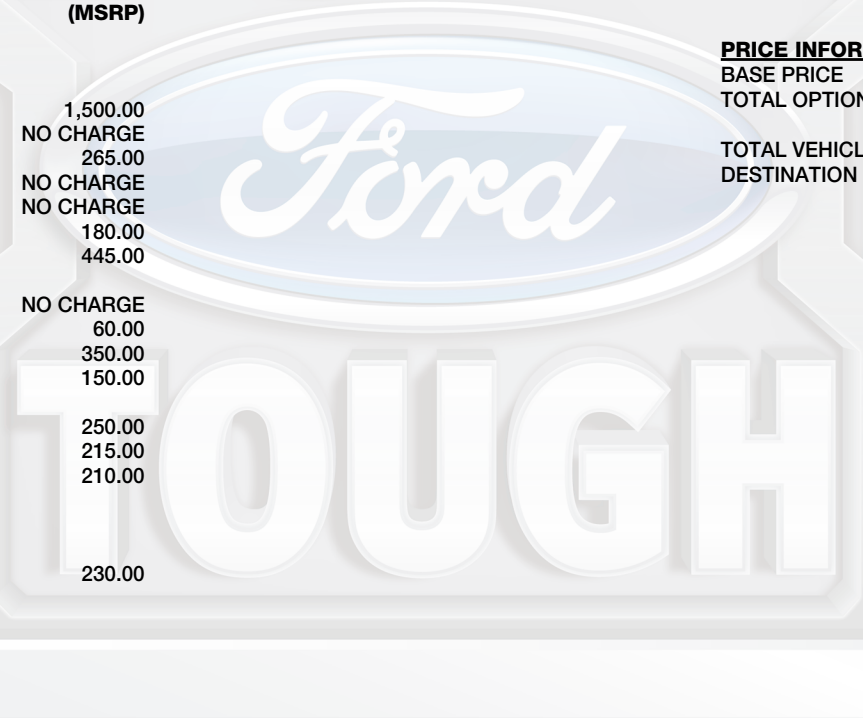 (MSRP)
1,500.00
NO CHARGE
265.00
NO CHARGE
NO CHARGE
180.00
445.00
NO CHARGE
60.00
350.00
150.00
250.00
215.00
210.00
230.00
PRICE INFOR
BASE PRICE
TOTAL OPTION
TOTAL VEHICL
DESTINATION
Ford
TOUGH